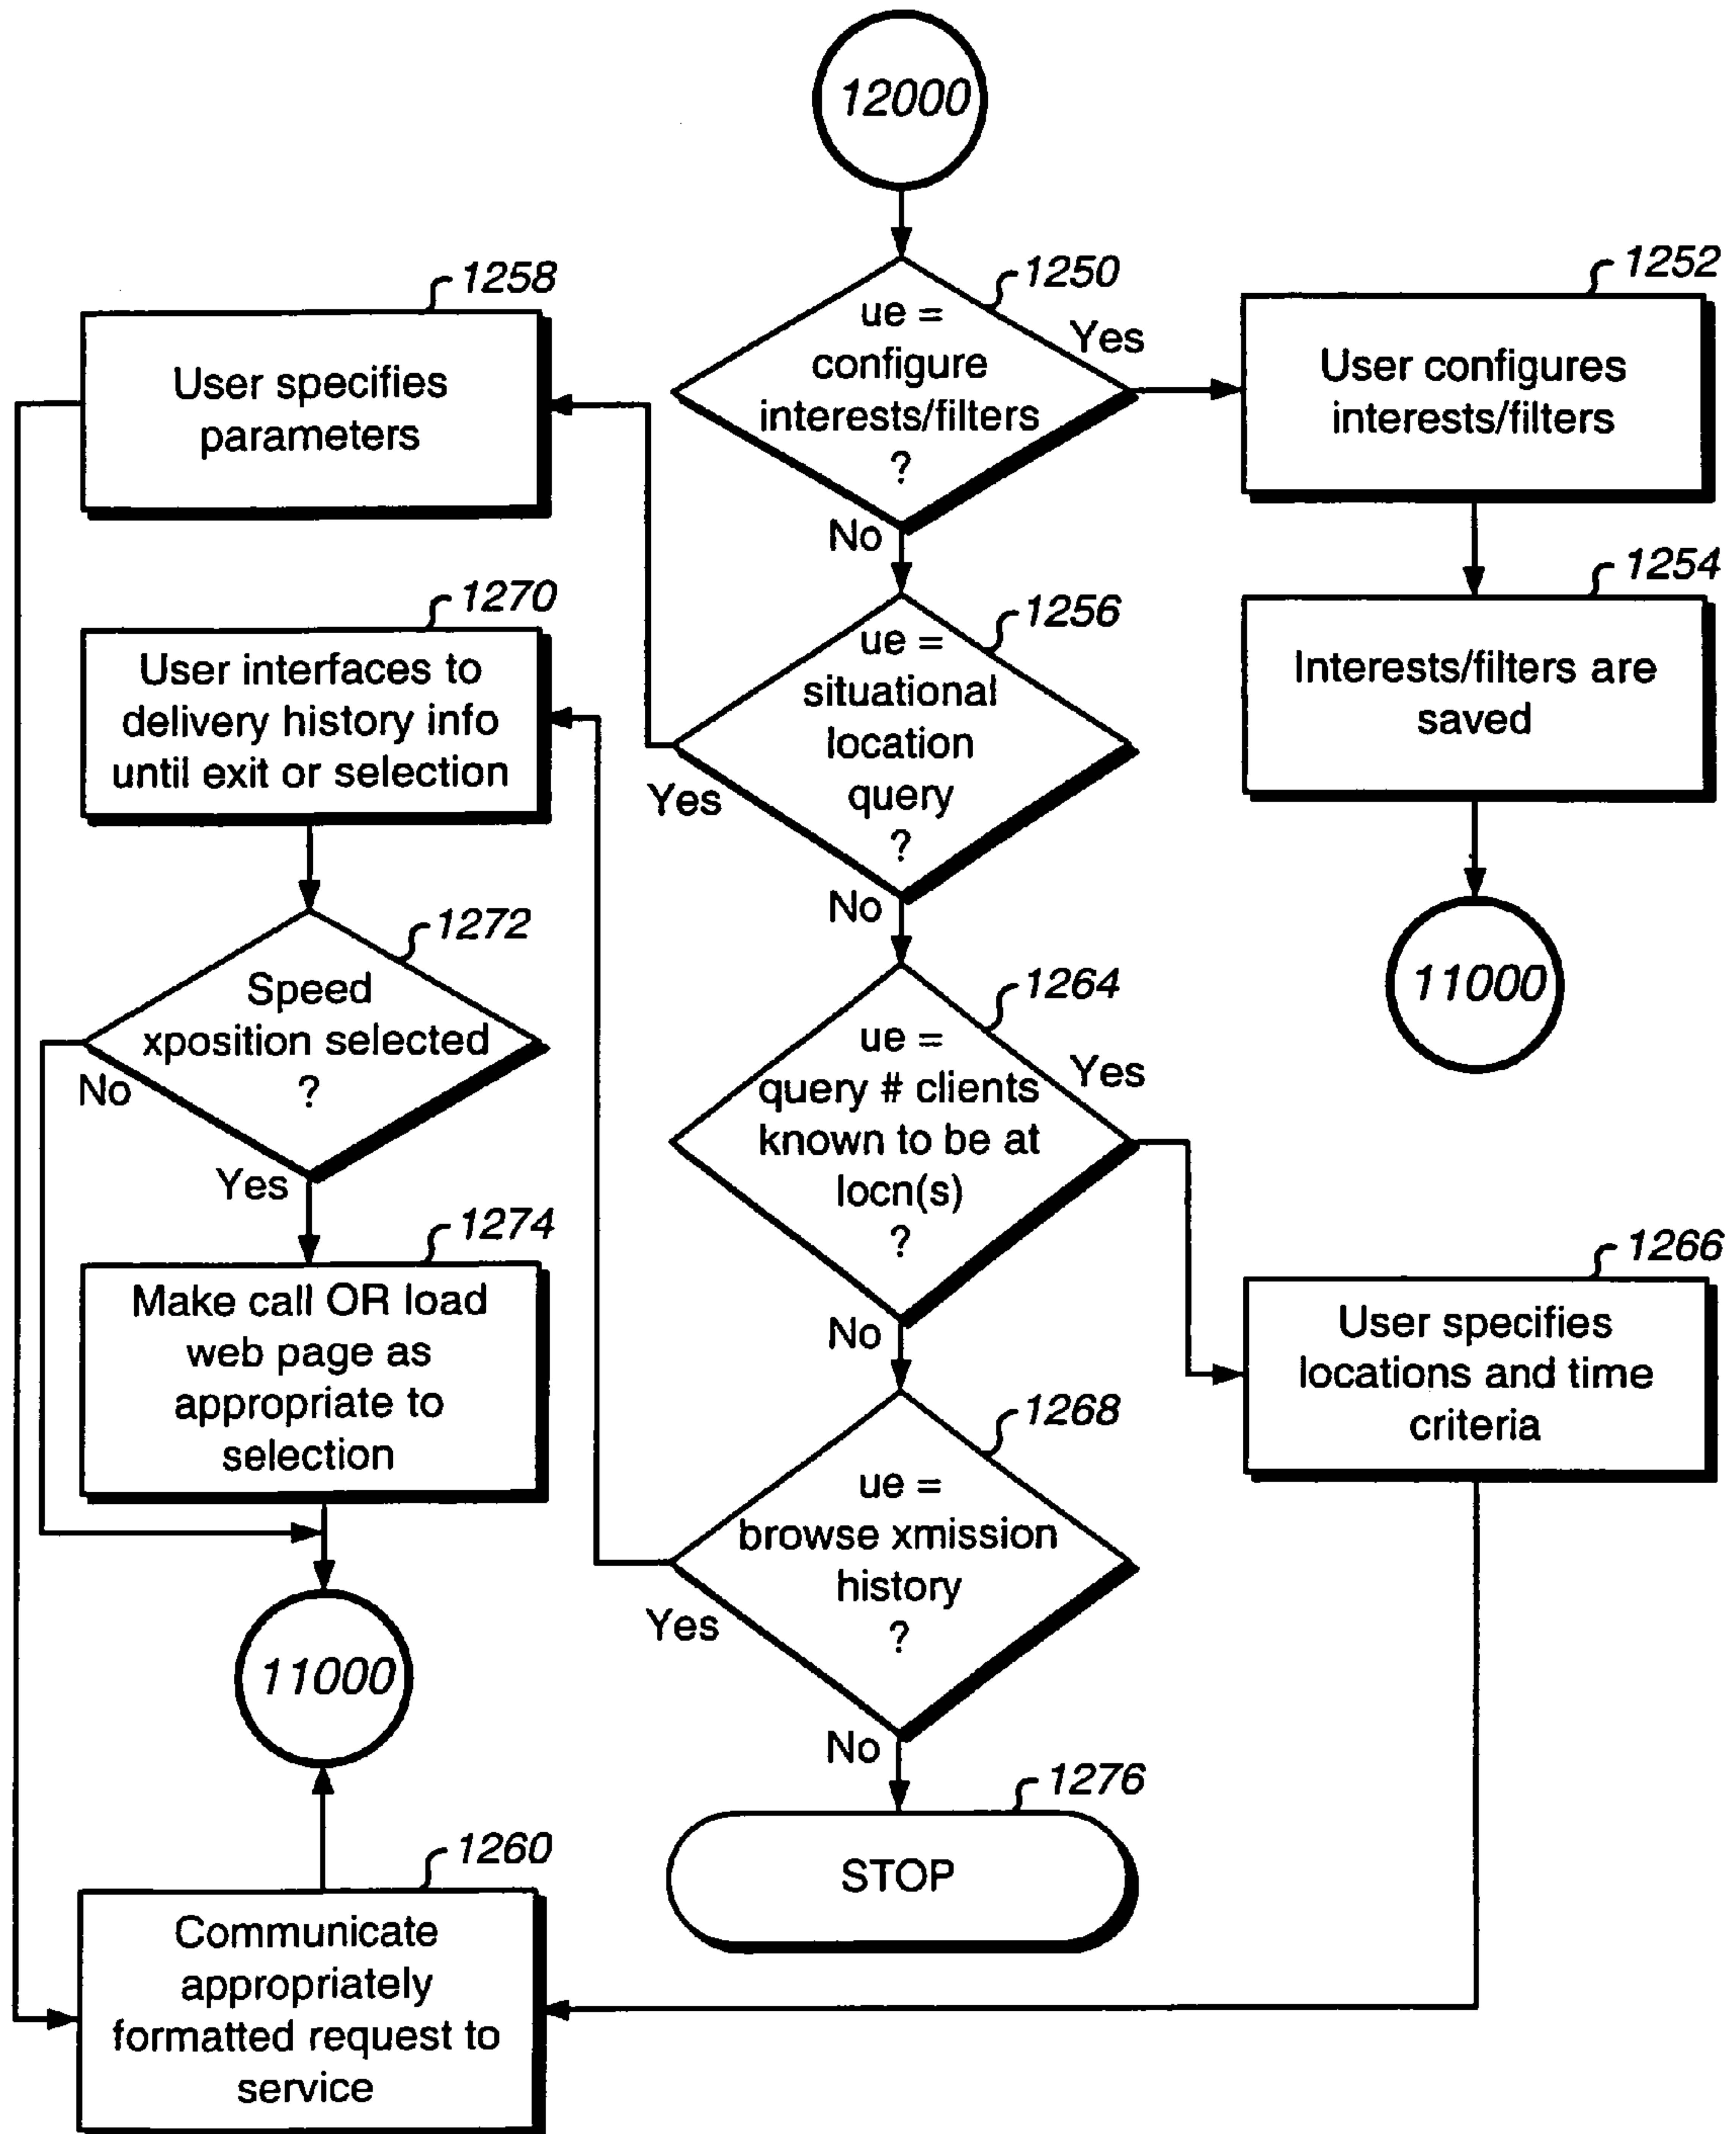 12000
1250
ue =
configure
interests/filters
?
Yes
No
1252
User configures
interests/filters
1254
Interests/filters are
saved
11000
1256
ue =
situational
location
query
?
Yes
No
1258
User specifies
parameters
1264
ue =
query # clients
known to be at
locn(s)
?
Yes
No
1266
User specifies
locations and time
criteria
1268
ue =
browse xmission
history
?
Yes
No
1270
User interfaces to
delivery history info
until exit or selection
1272
Speed
xposition selected
?
No
Yes
1274
Make call OR load
web page as
appropriate to
selection
11000
1276
STOP
1260
Communicate
appropriately
formatted request to
service